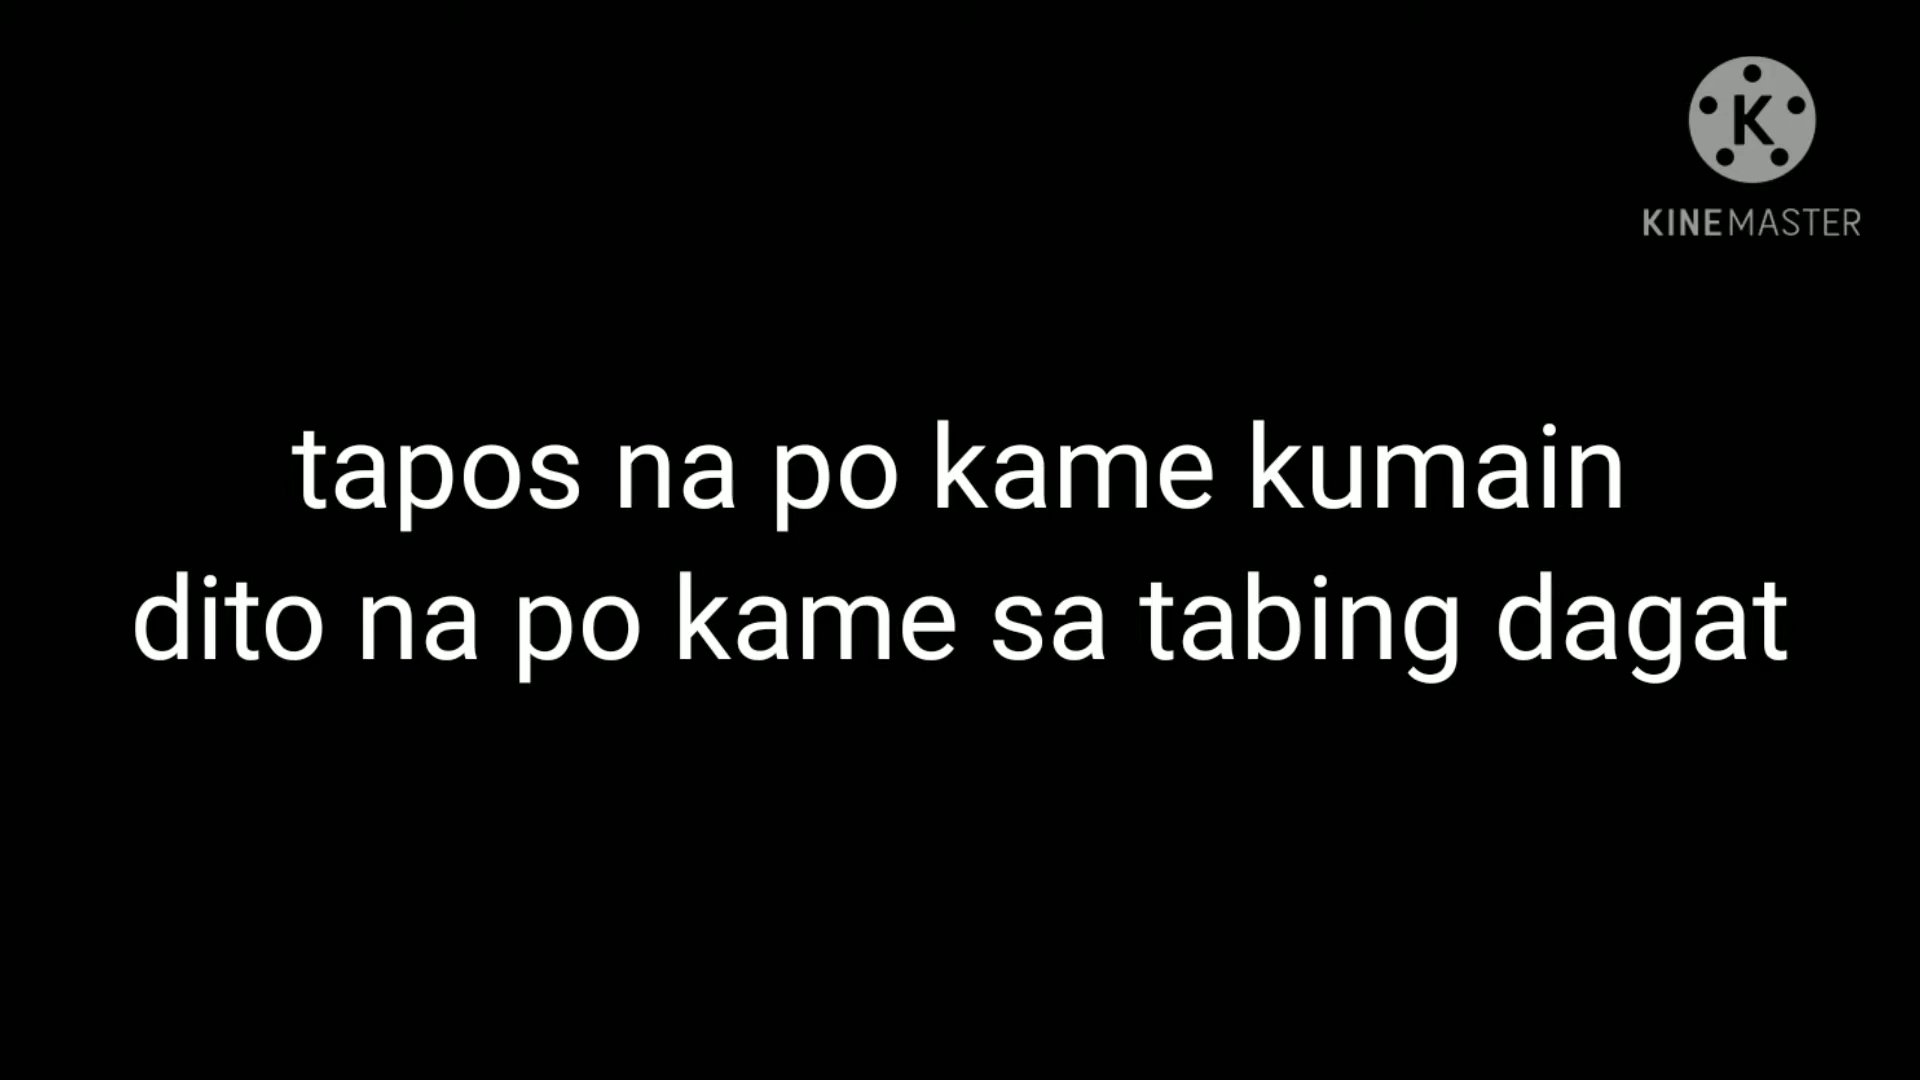 K
KINEMASTER
tapos na po kame kumain
dito na po kame sa tabing dagat